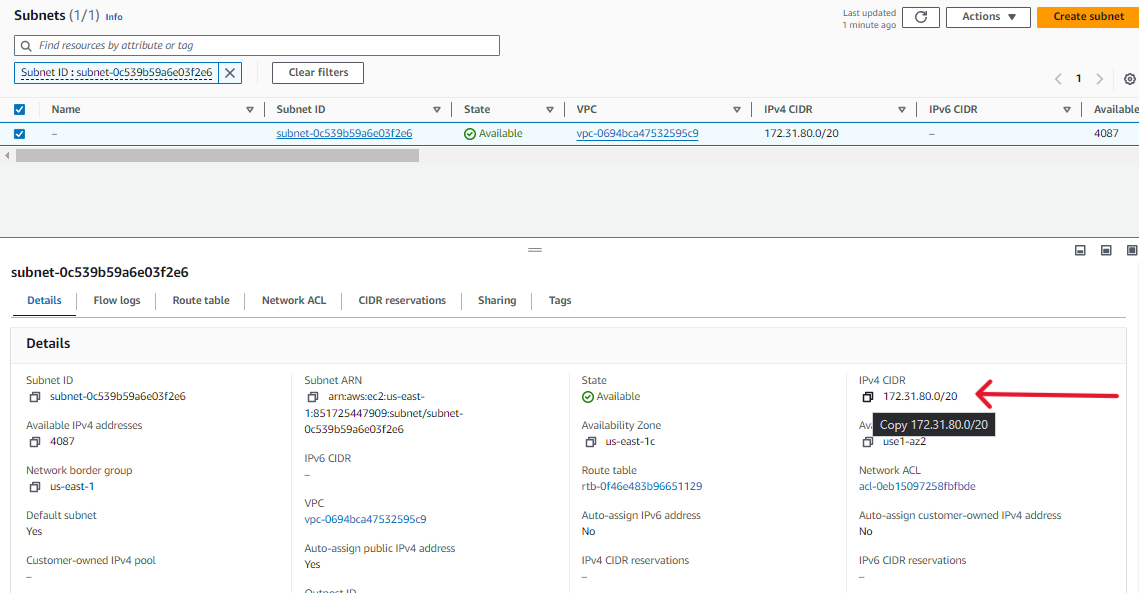 Subnets (1/1) Info
Last updated
1 minute ago
Actions
Create subnet
Find resources by attribute or tag
Subnet ID : subnet-0c539b59a6e03f2e6
Clear filters
1
Name Subnet ID State VPC IPv4 CIDR IPv6 CIDR Available
– subnet-0c539b59a6e03f2e6 Available vpc-0694bca47532595c9 172.31.80.0/20 – 4087
subnet-0c539b59a6e03f2e6
Details Flow logs Route table Network ACL CIDR reservations Sharing Tags
Details
Subnet ID
subnet-0c539b59a6e03f2e6
Available IPv4 addresses
4087
Network border group
us-east-1
Default subnet
Yes
Customer-owned IPv4 pool
–
Subnet ARN
arn:aws:ec2:us-east-
1:851725447909:subnet/subnet-
0c539b59a6e03f2e6
IPv6 CIDR
–
VPC
vpc-0694bca47532595c9
Auto-assign public IPv4 address
Yes
Outpost ID
State
Available
Availability Zone
us-east-1c
Route table
rtb-0f46e483b96651129
Auto-assign IPv6 address
No
IPv4 CIDR reservations
–
IPv4 CIDR
172.31.80.0/20
Copy 172.31.80.0/20
use1-az2
Network ACL
acl-0eb15097258fbfbde
Auto-assign customer-owned IPv4 address
No
IPv6 CIDR reservations
–